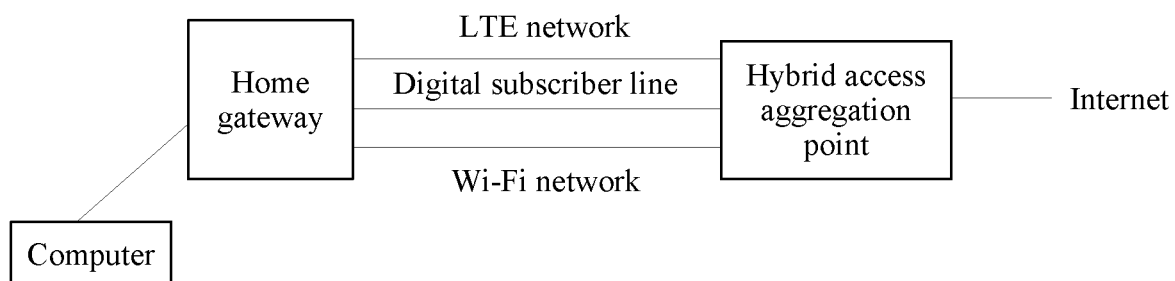 LTE network
Home
gateway
Digital subscriber line
Hybrid access
aggregation
point
Internet
Wi-Fi network
Computer